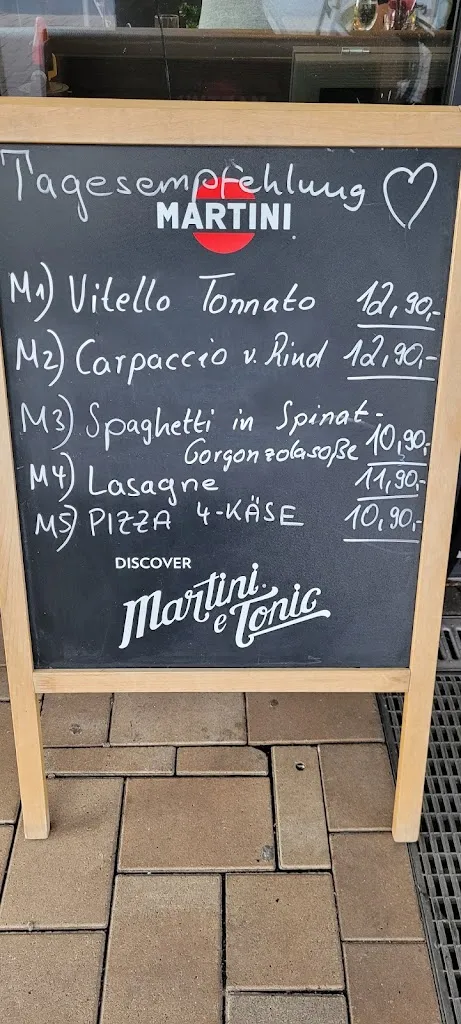 Tagesempfehlung ♡
MARTINI
M1) Vitello Tonnato 12,90,-
M2) Carpaccio v. Rind 12,90,-
M3) Spaghetti in Spinat-
Gorgonzolasoße 10,90,-
M4) Lasagne 11,90,-
M5) PIZZA 4-KÄSE 10,90,-
DISCOVER
Martini
e Tonic